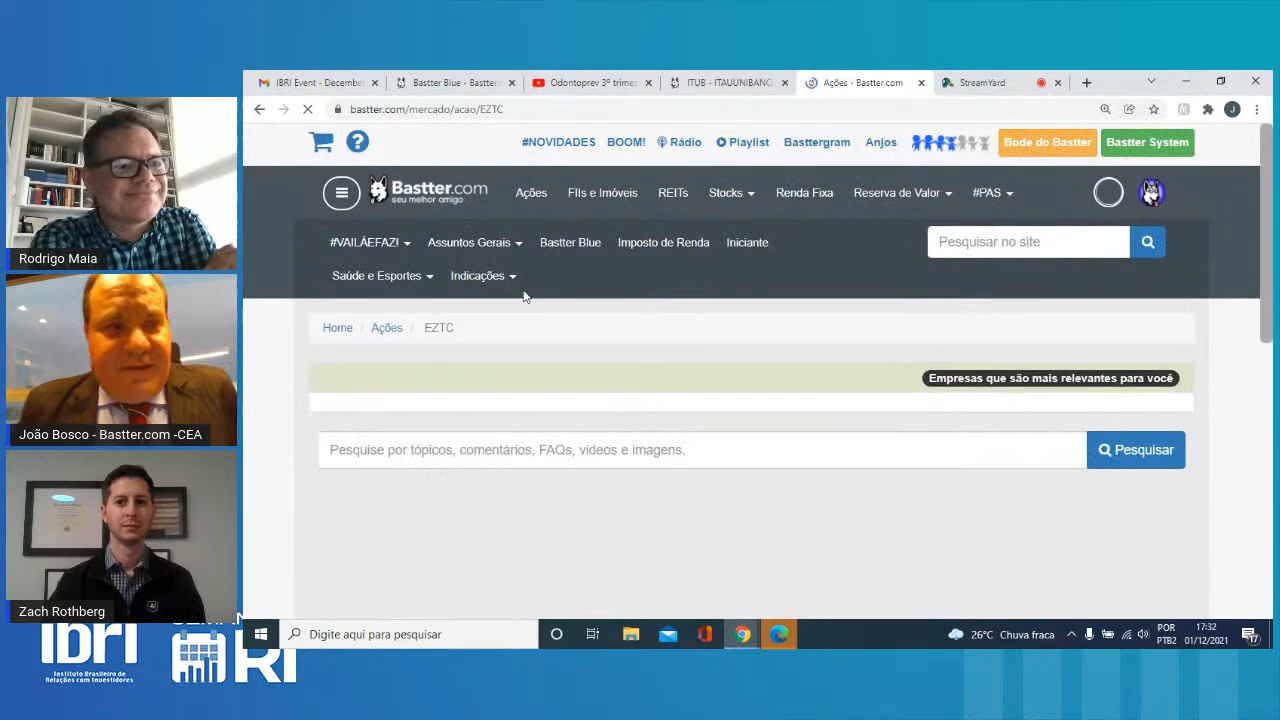 Rodrigo Maia
João Bosco - Bastter.com -CEA
Zach Rothberg
IBRI Event - Decembe
Bastter Blue - Bastter
Odontoprev 3º trimes
ITUB - ITAUUNIBANC
Ações - Bastter.com
StreamYard
bastter.com/mercado/acao/EZTC
#NOVIDADES BOOM! Rádio Playlist Basttergram Anjos Bode do Bastter Bastter System
Bastter.com
seu melhor amigo
Ações FIIs e Imóveis REITs Stocks Renda Fixa Reserva de Valor #PAS
#VAILÁEFAZ! Assuntos Gerais Bastter Blue Imposto de Renda Iniciante Pesquisar no site
Saúde e Esportes Indicações
Home / Ações / EZTC
Empresas que são mais relevantes para você
Pesquise por tópicos, comentários, FAQs, videos e imagens. Pesquisar
Digite aqui para pesquisar
26°C Chuva fraca
POR
PTB2
17:32
01/12/2021
17
ibri
Instituto Brasileiro de
Relações com Investidores
RI